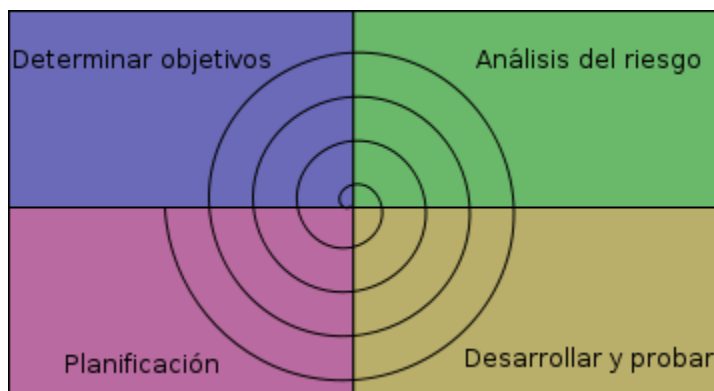 Determinar objetivos
Análisis del riesgo
Planificación
Desarrollar y probar